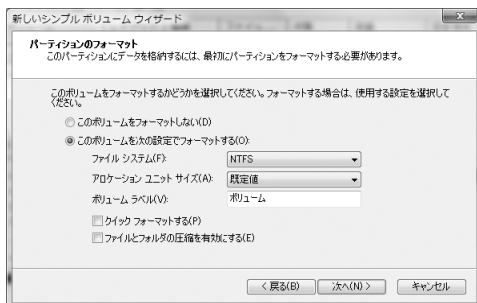 新しいシンプル ボリューム ウィザード
パーティションのフォーマット
このパーティションにデータを格納するには、最初にパーティションをフォーマットする必要があります。
このボリュームをフォーマットするかどうかを選択してください。フォーマットする場合は、使用する設定を選択して
ください。
このボリュームをフォーマットしない(D)
このボリュームを次の設定でフォーマットする(O):
ファイル システム(F): NTFS
アロケーション ユニット サイズ(A): 既定値
ボリューム ラベル(V): ボリューム
クイック フォーマットする(P)
ファイルとフォルダの圧縮を有効にする(E)
< 戻る(B) 次へ(N) > キャンセル